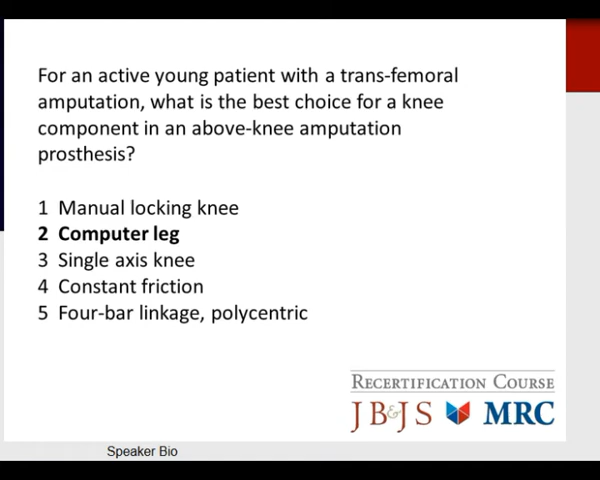 For an active young patient with a trans-femoral
amputation, what is the best choice for a knee
component in an above-knee amputation
prosthesis?
1 Manual locking knee
2 Computer leg
3 Single axis knee
4 Constant friction
5 Four-bar linkage, polycentric
RECERTIFICATION COURSE
JB&JS MRC
Speaker Bio